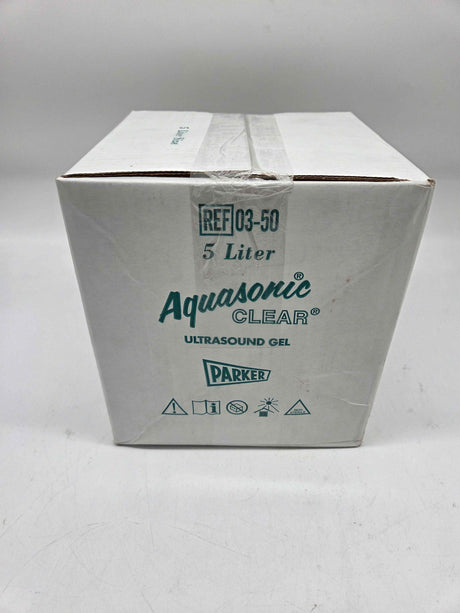 REF 03-50
5 Liter
Aquasonic®
CLEAR®
ULTRASOUND GEL
PARKER